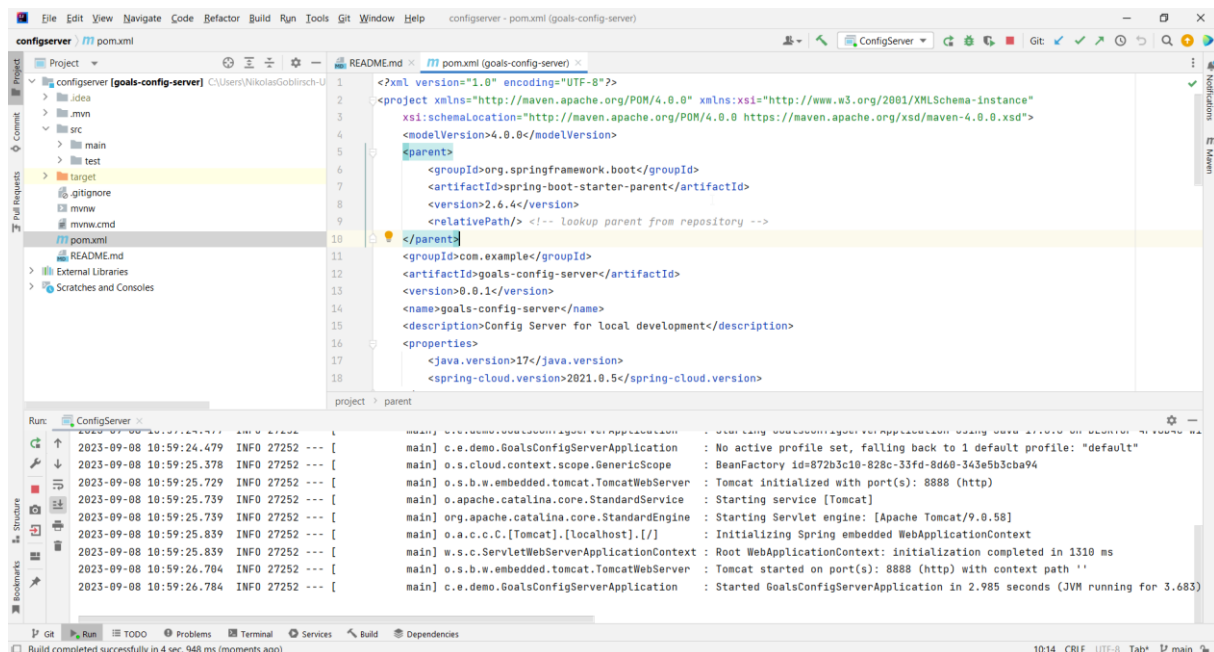 File Edit View Navigate Code Refactor Build Run Tools Git Window Help configserver - pom.xml (goals-config-server)
configserver pom.xml ConfigServer Git:
Project
configserver [goals-config-server] C:\Users\NikolasGoblirsch-U
.idea
.mvn
src
main
test
target
.gitignore
mvnw
mvnw.cmd
pom.xml
README.md
External Libraries
Scratches and Consoles
Project
Commit
Pull Requests
README.md pom.xml (goals-config-server)
1 <?xml version="1.0" encoding="UTF-8"?>
2 <project xmlns="http://maven.apache.org/POM/4.0.0" xmlns:xsi="http://www.w3.org/2001/XMLSchema-instance"
3 xsi:schemaLocation="http://maven.apache.org/POM/4.0.0 https://maven.apache.org/xsd/maven-4.0.0.xsd">
4 <modelVersion>4.0.0</modelVersion>
5 <parent>
6 <groupId>org.springframework.boot</groupId>
7 <artifactId>spring-boot-starter-parent</artifactId>
8 <version>2.6.4</version>
9 <relativePath/> <!-- lookup parent from repository -->
10 </parent>
11 <groupId>com.example</groupId>
12 <artifactId>goals-config-server</artifactId>
13 <version>0.0.1</version>
14 <name>goals-config-server</name>
15 <description>Config Server for local development</description>
16 <properties>
17 <java.version>17</java.version>
18 <spring-cloud.version>2021.0.5</spring-cloud.version>
project > parent
Notifications
Maven
Run: ConfigServer
2023-09-08 10:59:24.479 INFO 27252 --- [ main] c.e.demo.GoalsConfigServerApplication : No active profile set, falling back to 1 default profile: "default"
2023-09-08 10:59:25.378 INFO 27252 --- [ main] o.s.cloud.context.scope.GenericScope : BeanFactory id=872b3c10-828c-33fd-8d60-343e5b3cba94
2023-09-08 10:59:25.729 INFO 27252 --- [ main] o.s.b.w.embedded.tomcat.TomcatWebServer : Tomcat initialized with port(s): 8888 (http)
2023-09-08 10:59:25.739 INFO 27252 --- [ main] o.apache.catalina.core.StandardService : Starting service [Tomcat]
2023-09-08 10:59:25.739 INFO 27252 --- [ main] org.apache.catalina.core.StandardEngine : Starting Servlet engine: [Apache Tomcat/9.0.58]
2023-09-08 10:59:25.839 INFO 27252 --- [ main] o.a.c.c.C.[Tomcat].[localhost].[/] : Initializing Spring embedded WebApplicationContext
2023-09-08 10:59:25.839 INFO 27252 --- [ main] w.s.c.ServletWebServerApplicationContext : Root WebApplicationContext: initialization completed in 1310 ms
2023-09-08 10:59:26.704 INFO 27252 --- [ main] o.s.b.w.embedded.tomcat.TomcatWebServer : Tomcat started on port(s): 8888 (http) with context path ''
2023-09-08 10:59:26.784 INFO 27252 --- [ main] c.e.demo.GoalsConfigServerApplication : Started GoalsConfigServerApplication in 2.985 seconds (JVM running for 3.683)
Structure
Bookmarks
Git Run TODO Problems Terminal Services Build Dependencies
Build completed successfully in 4 sec, 948 ms (moments ago) 10:14 CRLF UTF-8 Tab* main